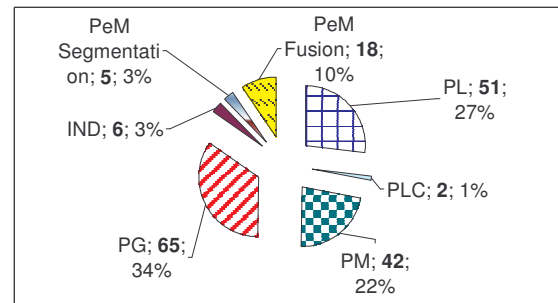 PeM
Segmentati
on; 5; 3%
PeM
Fusion; 18;
10%
PL; 51;
27%
IND; 6; 3%
PLC; 2; 1%
PG; 65;
34%
PM; 42;
22%